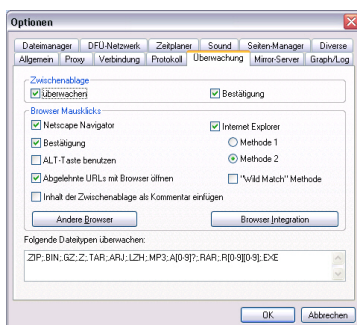 Optionen
Dateimanager DFÜ-Netzwerk Zeitplaner Sound Seiten-Manager Diverse
Allgemein Proxy Verbindung Protokoll Überwachung Mirror-Server Graph/Log
Zwischenablage
überwachen Bestätigung
Browser Mausklicks
Netscape Navigator Internet Explorer
Bestätigung Methode 1
ALT-Taste benutzen Methode 2
Abgelehnte URLs mit Browser öffnen "Wild Match" Methode
Inhalt der Zwischenablage als Kommentar einfügen
Andere Browser Browser Integration
Folgende Dateitypen überwachen:
.ZIP;.BIN;.GZ;.Z;.TAR;.ARJ;.LZH;.MP3;.A[0-9]?;.RAR;.R[0-9][0-9];.EXE
OK Abbrechen